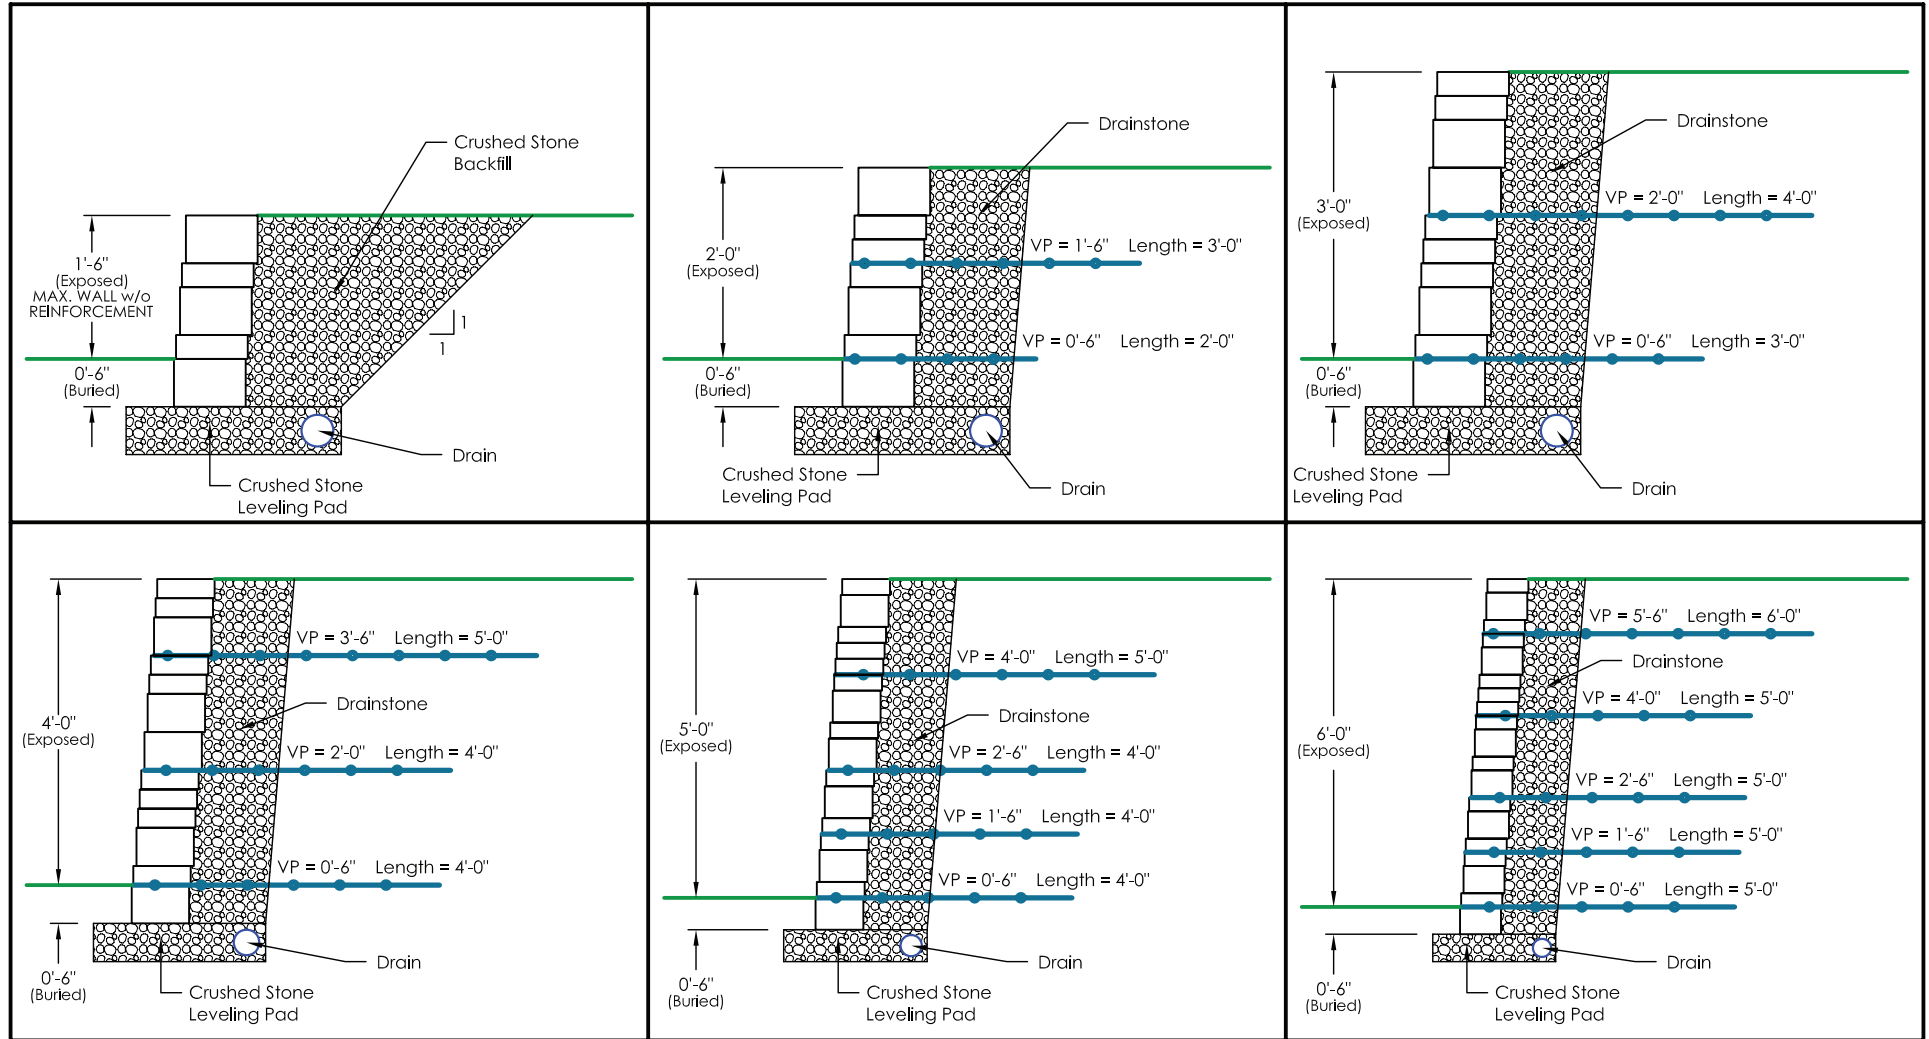 Crushed Stone
Backfill
1'-6"
(Exposed)
MAX. WALL w/o
REINFORCEMENT
1
1
0'-6"
(Buried)
Drain
Crushed Stone
Leveling Pad
Drainstone
2'-0"
(Exposed)
VP = 1'-6" Length = 3'-0"
VP = 0'-6" Length = 2'-0"
0'-6"
(Buried)
Crushed Stone
Leveling Pad
Drain
Drainstone
3'-0"
(Exposed)
VP = 2'-0" Length = 4'-0"
VP = 0'-6" Length = 3'-0"
0'-6"
(Buried)
Crushed Stone
Leveling Pad
Drain
VP = 3'-6" Length = 5'-0"
Drainstone
4'-0"
(Exposed)
VP = 2'-0" Length = 4'-0"
VP = 0'-6" Length = 4'-0"
Drain
0'-6"
(Buried)
Crushed Stone
Leveling Pad
VP = 4'-0" Length = 5'-0"
Drainstone
5'-0"
(Exposed)
VP = 2'-6" Length = 4'-0"
VP = 1'-6" Length = 4'-0"
VP = 0'-6" Length = 4'-0"
Drain
0'-6"
(Buried)
Crushed Stone
Leveling Pad
VP = 5'-6" Length = 6'-0"
Drainstone
VP = 4'-0" Length = 5'-0"
6'-0"
(Exposed)
VP = 2'-6" Length = 5'-0"
VP = 1'-6" Length = 5'-0"
VP = 0'-6" Length = 5'-0"
Drain
0'-6"
(Buried)
Crushed Stone
Leveling Pad